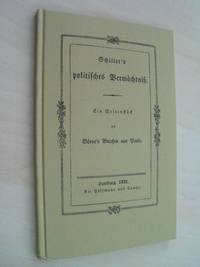 Schiller's
politisches Vermächtniß.
Ein Seitenstück
zu
Börne's Briefen aus Paris.
Hamburg 1832.
Bei Hoffmann und Campe.